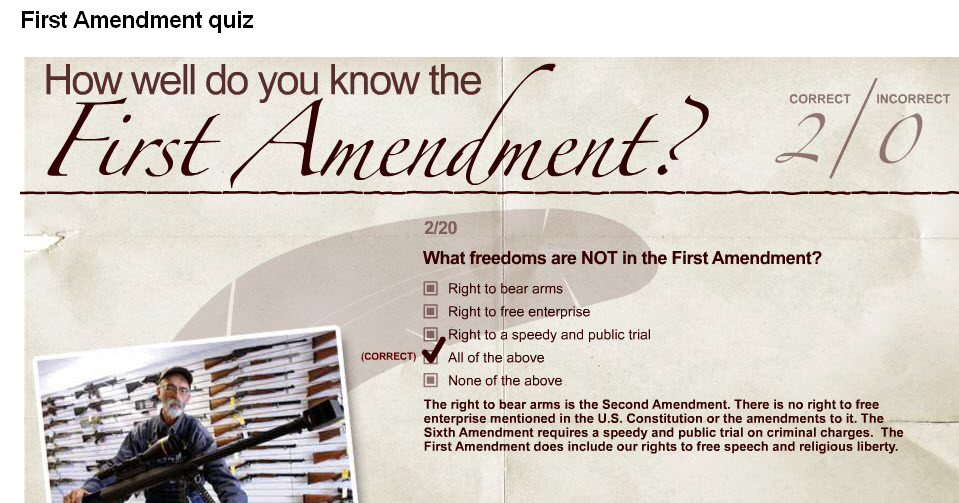 First Amendment quiz
How well do you know the
First Amendment?
CORRECT / INCORRECT
2 / 0
2/20
What freedoms are NOT in the First Amendment?
Right to bear arms
Right to free enterprise
Right to a speedy and public trial
(CORRECT) All of the above
None of the above
The right to bear arms is the Second Amendment. There is no right to free
enterprise mentioned in the U.S. Constitution or the amendments to it. The
Sixth Amendment requires a speedy and public trial on criminal charges.  The
First Amendment does include our rights to free speech and religious liberty.